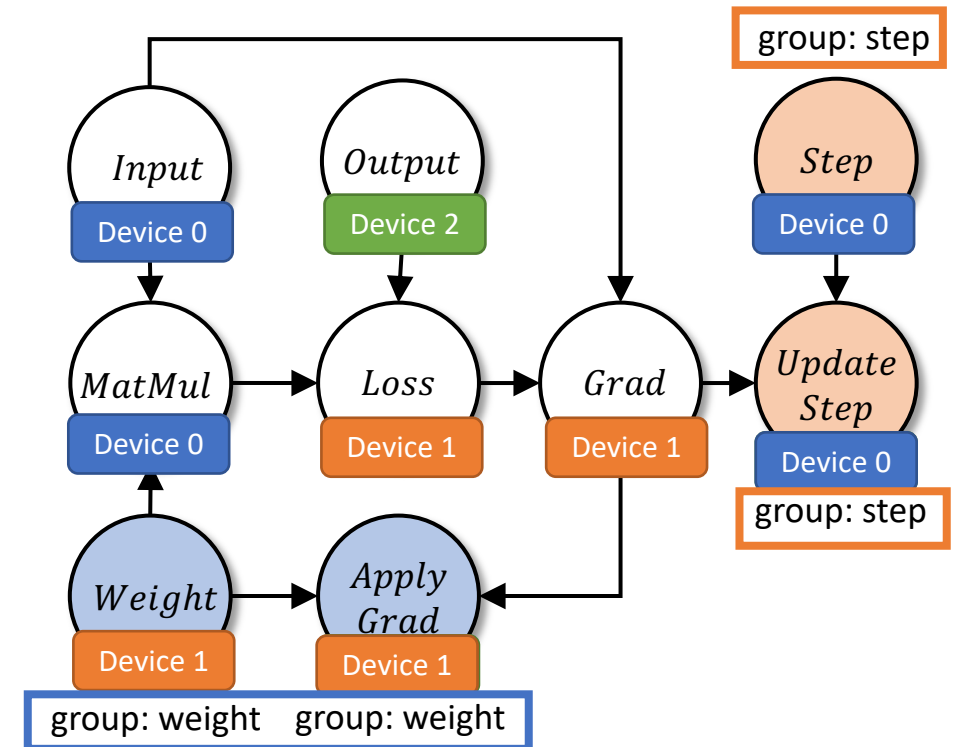 group: step
Input
Output
Step
Device 0
Device 2
Device 0
MatMul
Loss
Grad
Update
Step
Device 0
Device 1
Device 1
Device 0
group: step
Weight
Apply
Grad
Device 1
Device 1
group: weight
group: weight